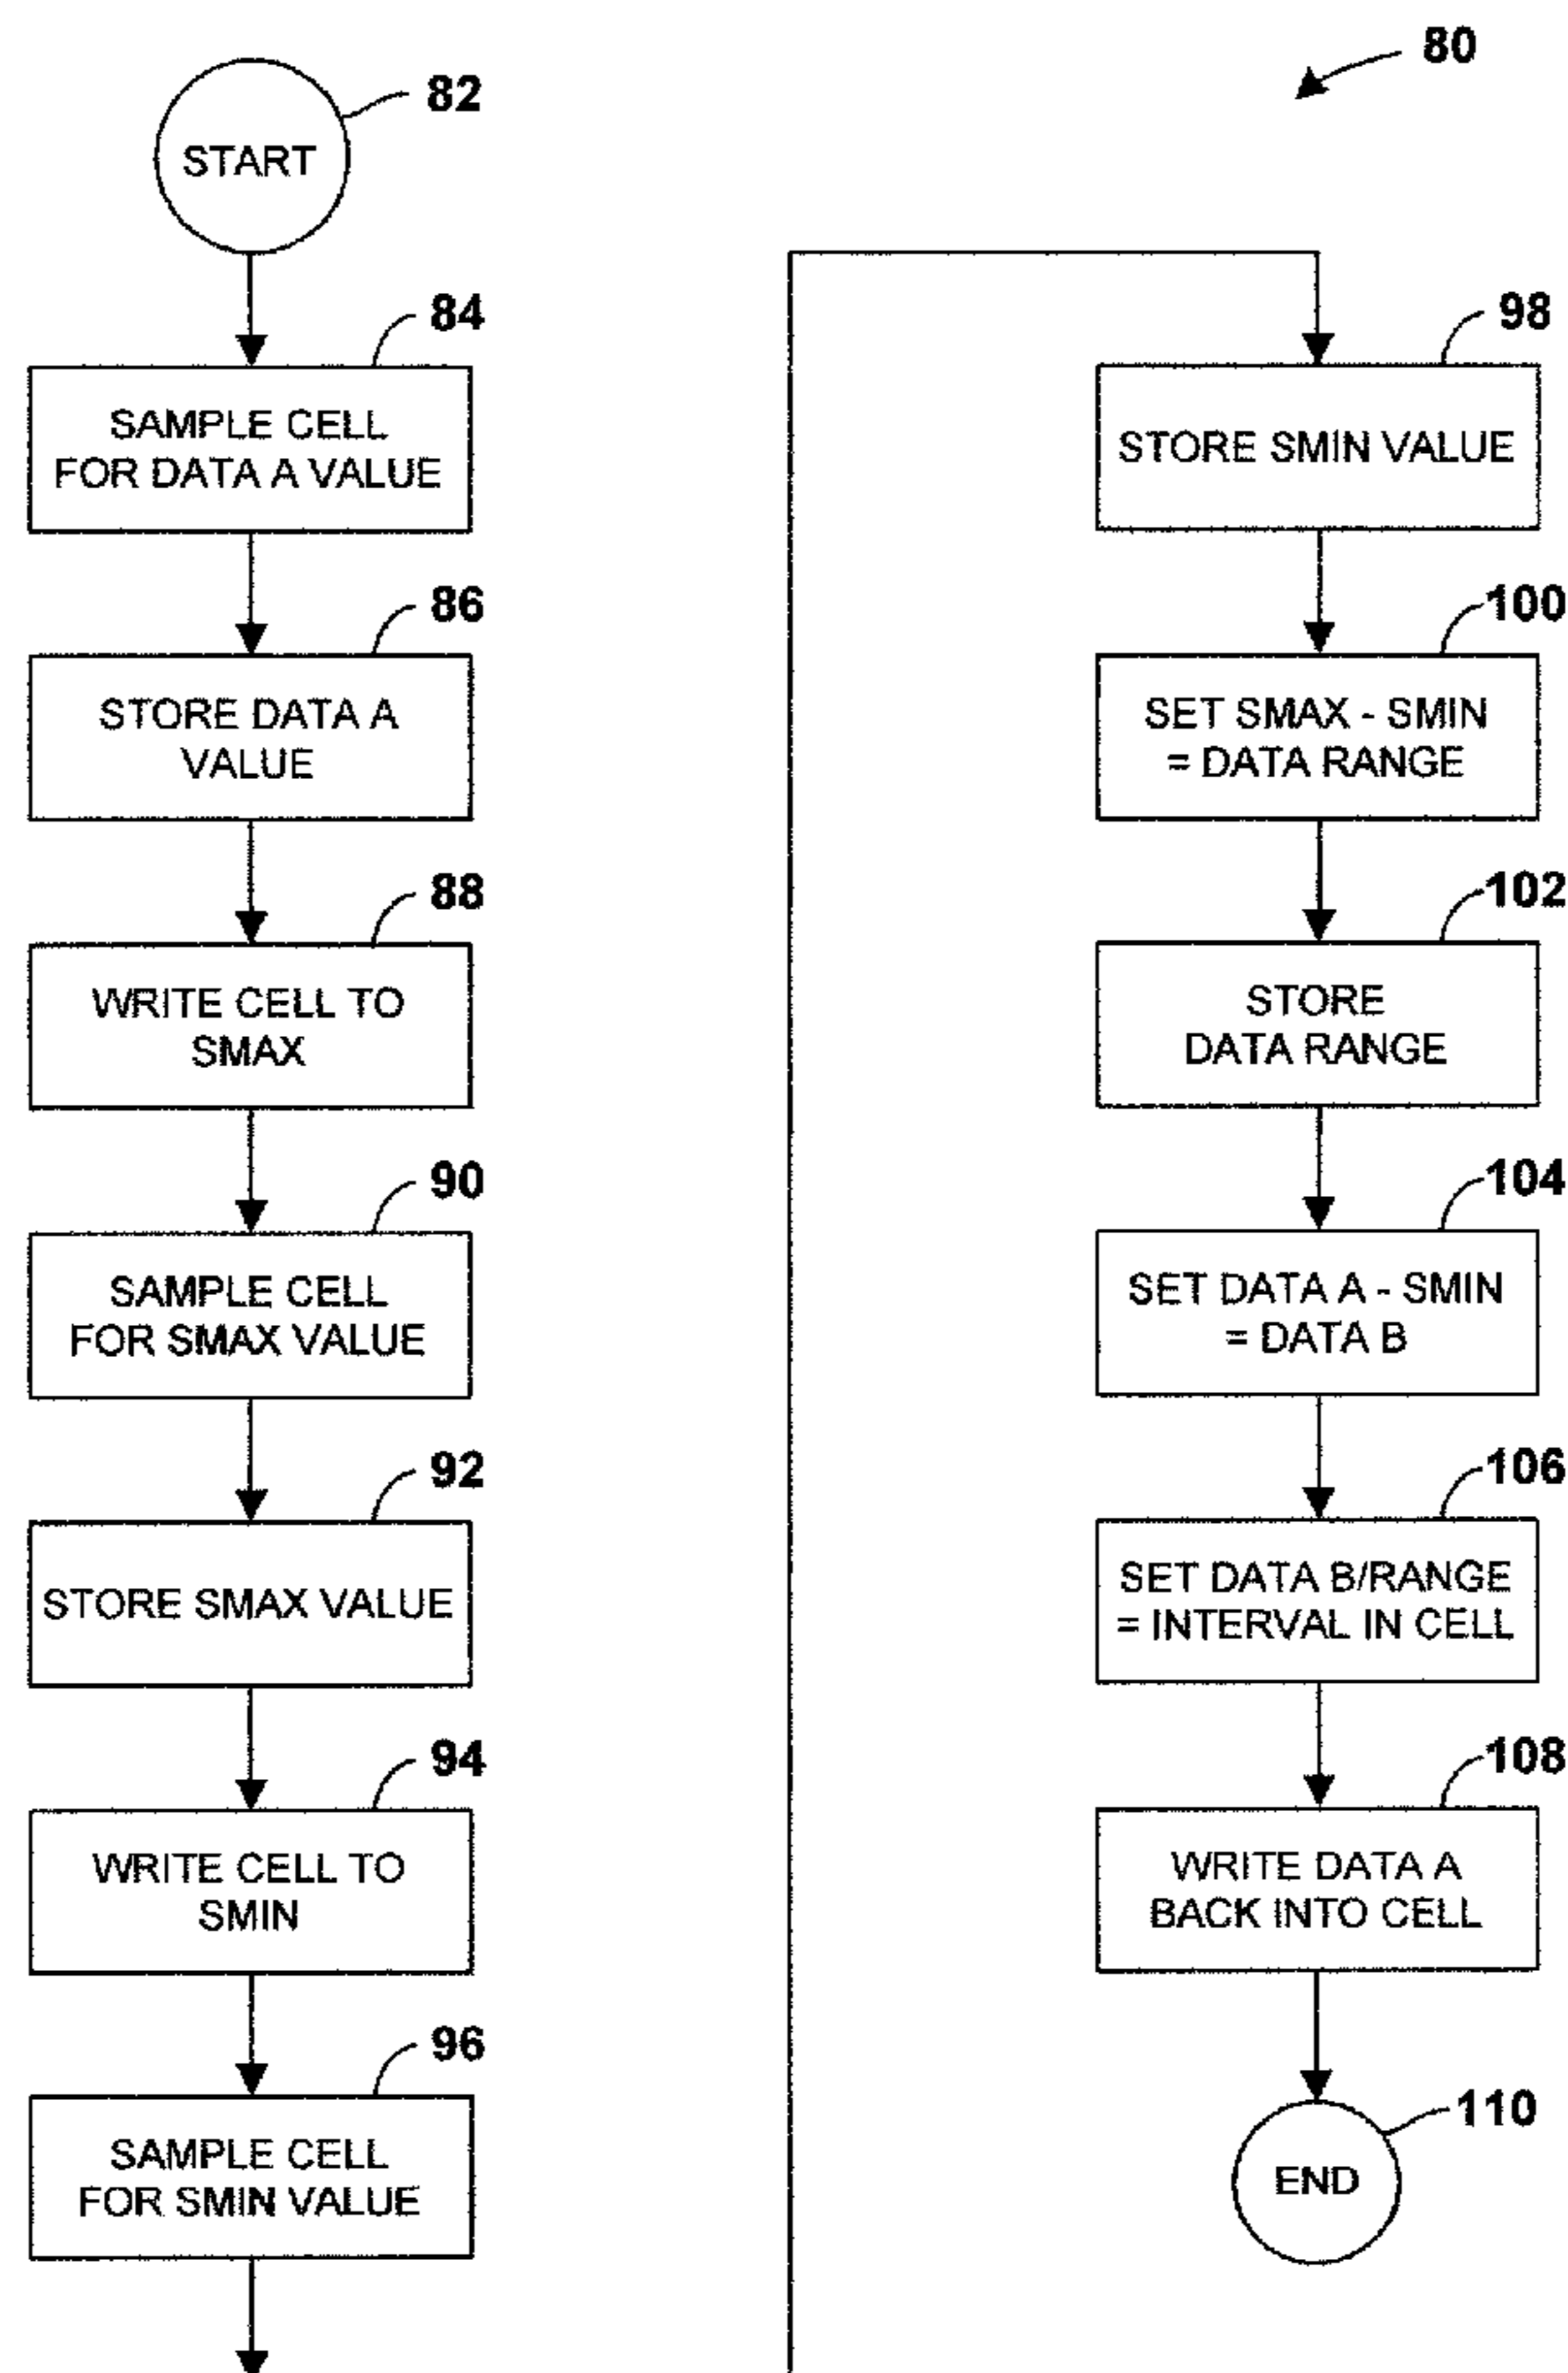 80
82
START
84
SAMPLE CELL
FOR DATA A VALUE
86
STORE DATA A
VALUE
88
WRITE CELL TO
SMAX
90
SAMPLE CELL
FOR SMAX VALUE
92
STORE SMAX VALUE
94
WRITE CELL TO
SMIN
96
SAMPLE CELL
FOR SMIN VALUE
98
STORE SMIN VALUE
100
SET SMAX - SMIN
= DATA RANGE
102
STORE
DATA RANGE
104
SET DATA A - SMIN
= DATA B
106
SET DATA B/RANGE
= INTERVAL IN CELL
108
WRITE DATA A
BACK INTO CELL
110
END